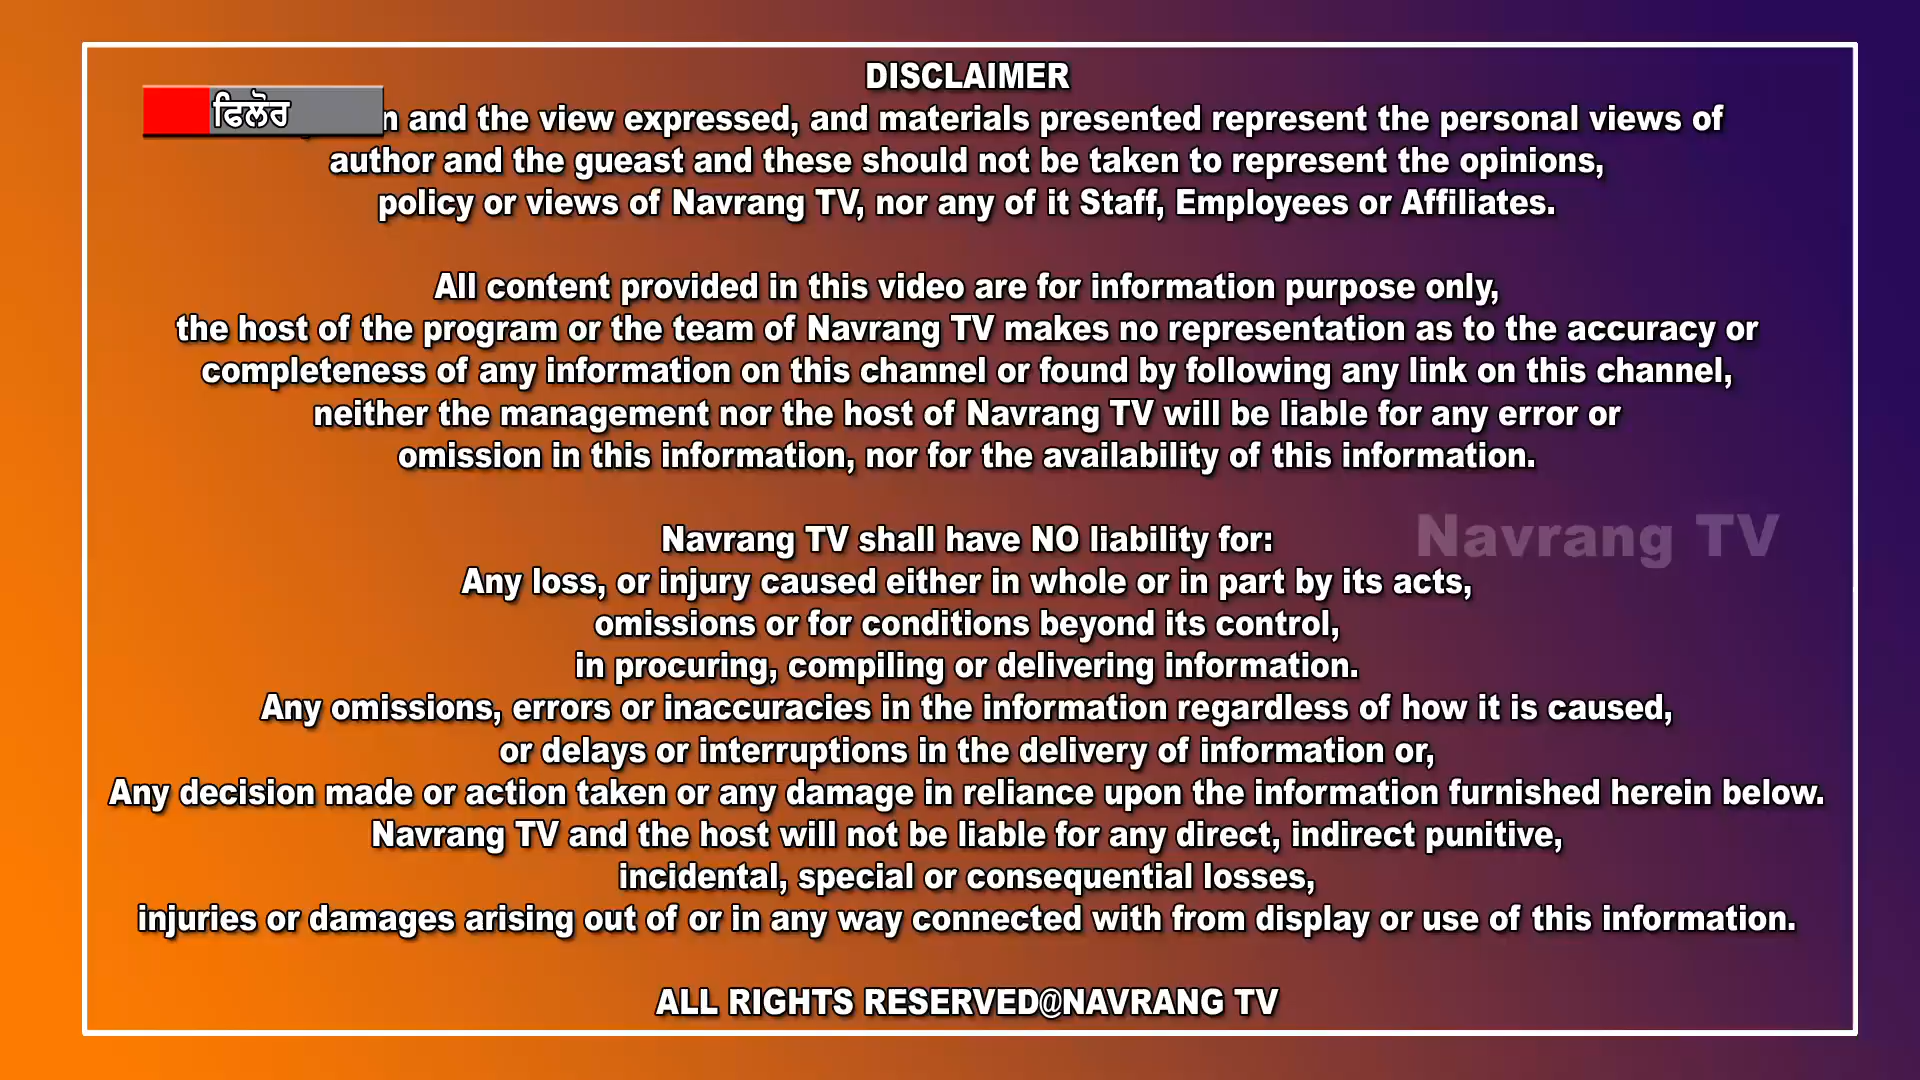 DISCLAIMER
ਫਿਲੋਰ
and the view expressed, and materials presented represent the personal views of
author and the gueast and these should not be taken to represent the opinions,
policy or views of Navrang TV, nor any of it Staff, Employees or Affiliates.
All content provided in this video are for information purpose only,
the host of the program or the team of Navrang TV makes no representation as to the accuracy or
completeness of any information on this channel or found by following any link on this channel,
neither the management nor the host of Navrang TV will be liable for any error or
omission in this information, nor for the availability of this information.
Navrang TV shall have NO liability for:
Navrang TV
Any loss, or injury caused either in whole or in part by its acts,
omissions or for conditions beyond its control,
in procuring, compiling or delivering information.
Any omissions, errors or inaccuracies in the information regardless of how it is caused,
or delays or interruptions in the delivery of information or,
Any decision made or action taken or any damage in reliance upon the information furnished herein below.
Navrang TV and the host will not be liable for any direct, indirect punitive,
incidental, special or consequential losses,
injuries or damages arising out of or in any way connected with from display or use of this information.
ALL RIGHTS RESERVED@NAVRANG TV